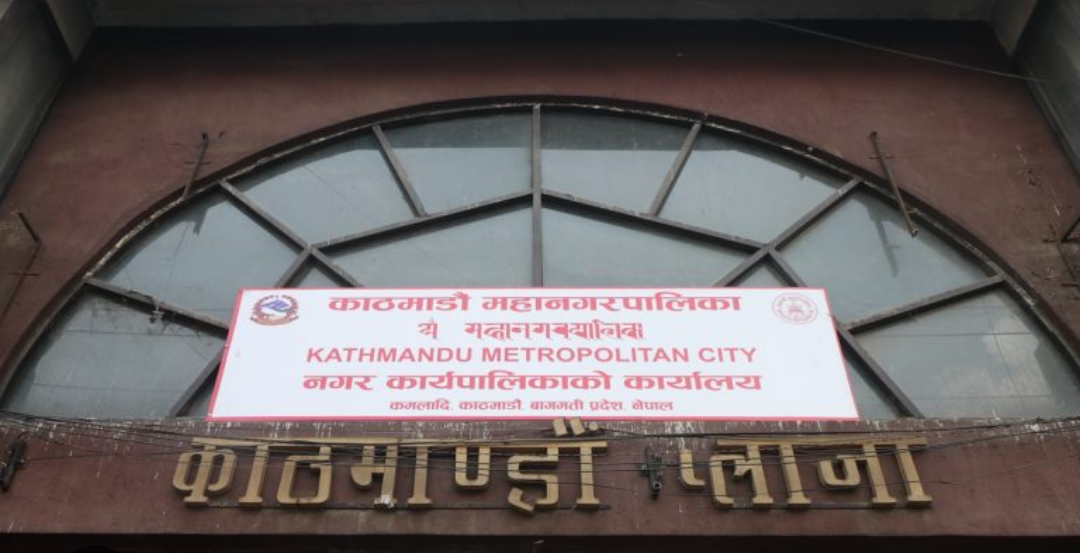 काठमाडौं महानगरपालिका
KATHMANDU METROPOLITAN CITY
नगर कार्यपालिकाको कार्यालय
कमलादि, काठमाडौं, बागमती प्रदेश, नेपाल
काठमाण्डौं प्लाजा